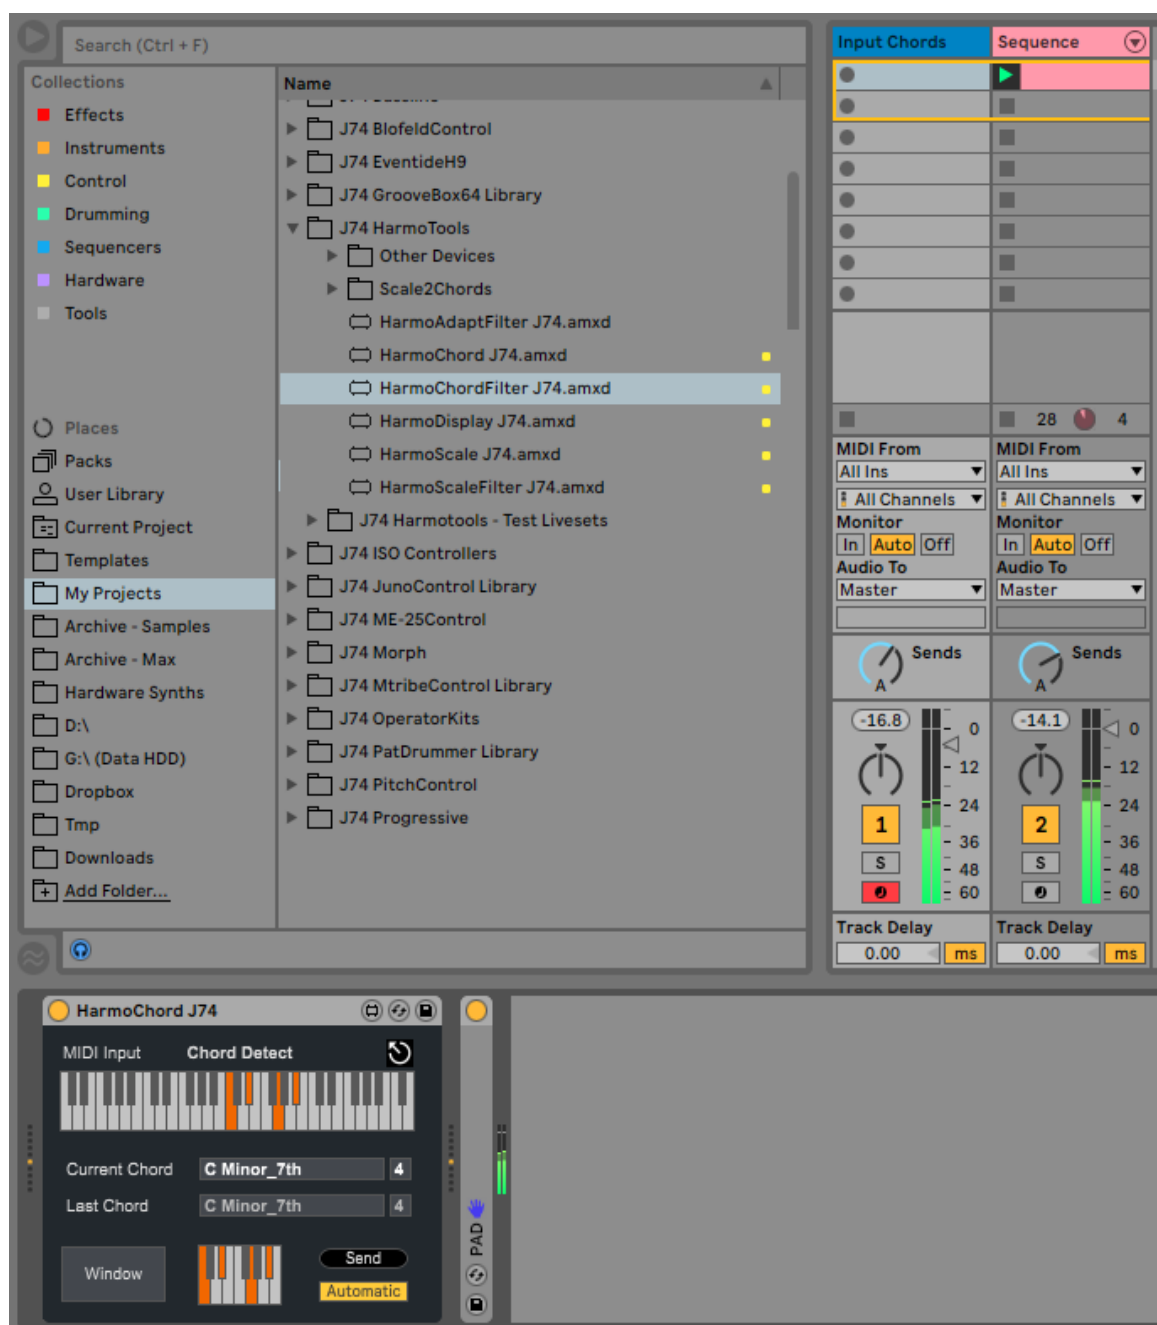 Search (Ctrl + F)
Collections
Effects
Instruments
Control
Drumming
Sequencers
Hardware
Tools
Places
Packs
User Library
Current Project
Templates
My Projects
Archive - Samples
Archive - Max
Hardware Synths
D:\
G:\ (Data HDD)
Dropbox
Tmp
Downloads
Add Folder...
Name
J74 BlofeldControl
J74 EventideH9
J74 GrooveBox64 Library
J74 HarmoTools
Other Devices
Scale2Chords
HarmoAdaptFilter J74.amxd
HarmoChord J74.amxd
HarmoChordFilter J74.amxd
HarmoDisplay J74.amxd
HarmoScale J74.amxd
HarmoScaleFilter J74.amxd
J74 Harmotools - Test Livesets
J74 ISO Controllers
J74 JunoControl Library
J74 ME-25Control
J74 Morph
J74 MtribeControl Library
J74 OperatorKits
J74 PatDrummer Library
J74 PitchControl
J74 Progressive
Input Chords
MIDI From
All Ins
All Channels
Monitor
In Auto Off
Audio To
Master
Sends
A
-16.8
0
12
24
1
36
S
48
60
Track Delay
0.00 ms
Sequence
28 4
MIDI From
All Ins
All Channels
Monitor
In Auto Off
Audio To
Master
Sends
A
-14.1
0
12
24
2
36
S
48
60
Track Delay
0.00 ms
HarmoChord J74
MIDI Input Chord Detect
Current Chord C Minor_7th 4
Last Chord C Minor_7th 4
Window
Send
Automatic
PAD